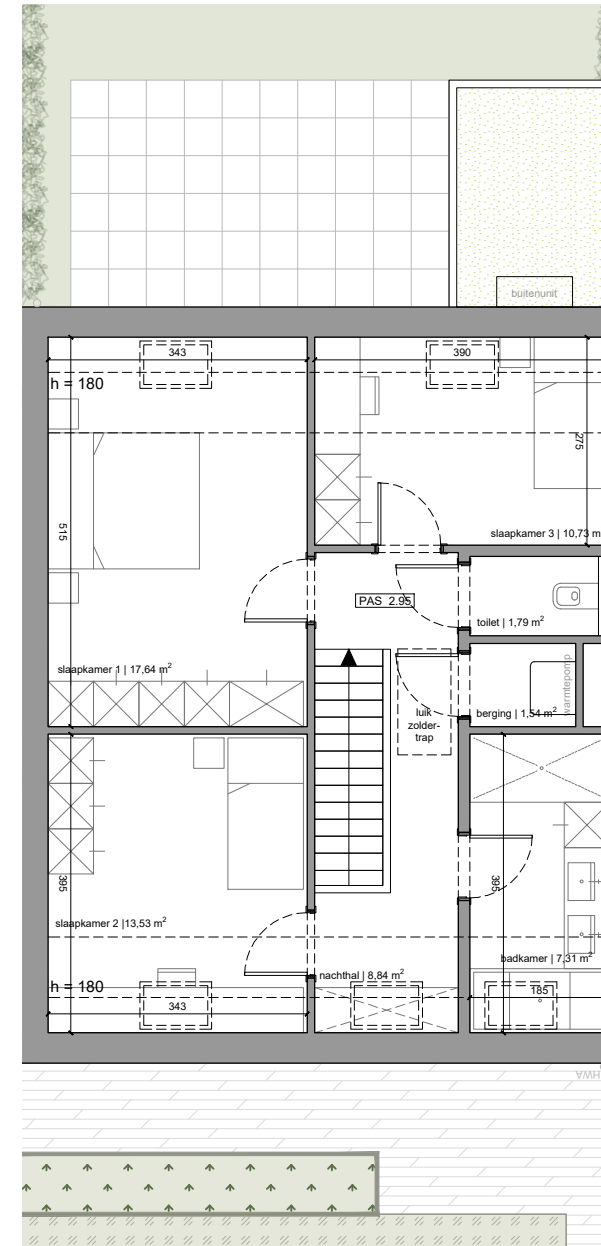 buitenunit
343
390
h = 180
275
515
slaapkamer 3 | 10,73 m
PAS 2.95
toilet | 1,79 m²
slaapkamer 1 | 17,64 m²
warmtepomp
luik
zolder-
trap
berging | 1,54 m²
395
395
slaapkamer 2 |13,53 m²
badkamer | 7,31 m²
nachthal | 8,84 m²
h = 180
185
343
HWA